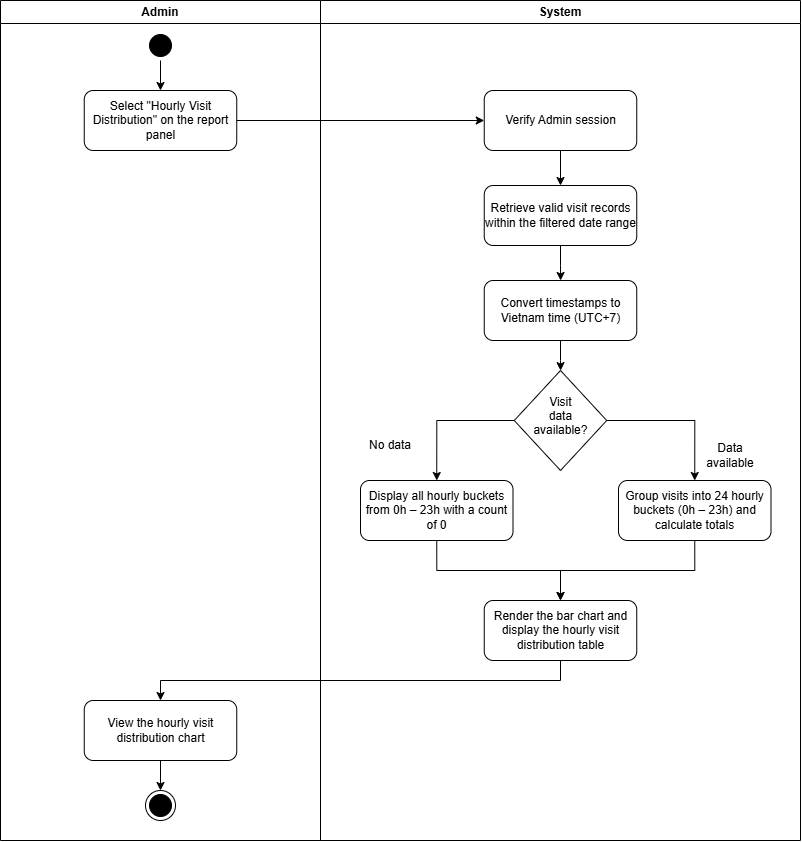 Admin
System
Select "Hourly Visit
Distribution" on the report
panel
Verify Admin session
Retrieve valid visit records
within the filtered date range
Convert timestamps to
Vietnam time (UTC+7)
Visit
data
available?
No data
Data
available
Display all hourly buckets
from 0h – 23h with a count
of 0
Group visits into 24 hourly
buckets (0h – 23h) and
calculate totals
Render the bar chart and
display the hourly visit
distribution table
View the hourly visit
distribution chart